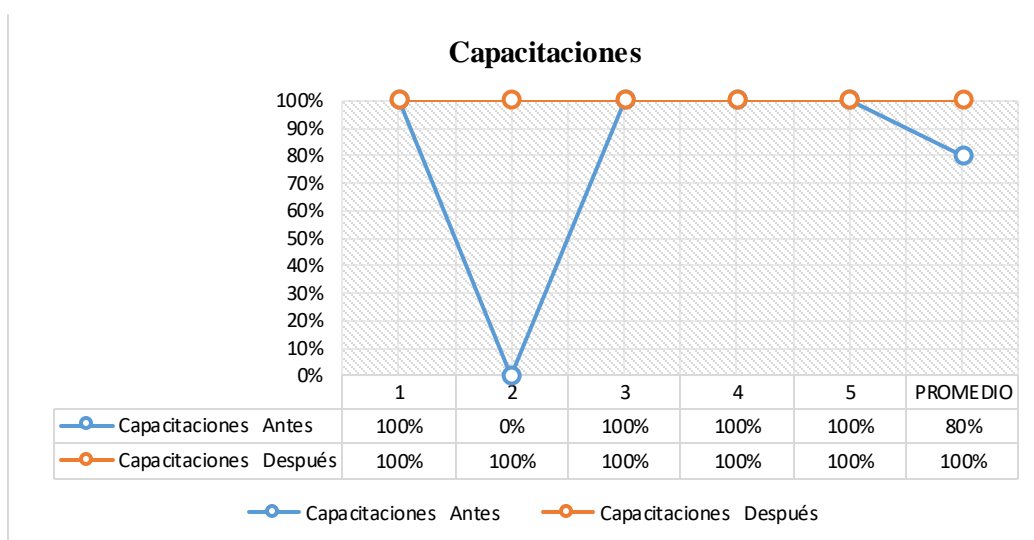 Capacitaciones
100%
90%
80%
70%
60%
50%
40%
30%
20%
10%
0%
1 2 3 4 5 PROMEDIO
Capacitaciones Antes 100% 0% 100% 100% 100% 80%
Capacitaciones Después 100% 100% 100% 100% 100% 100%
Capacitaciones Antes Capacitaciones Después